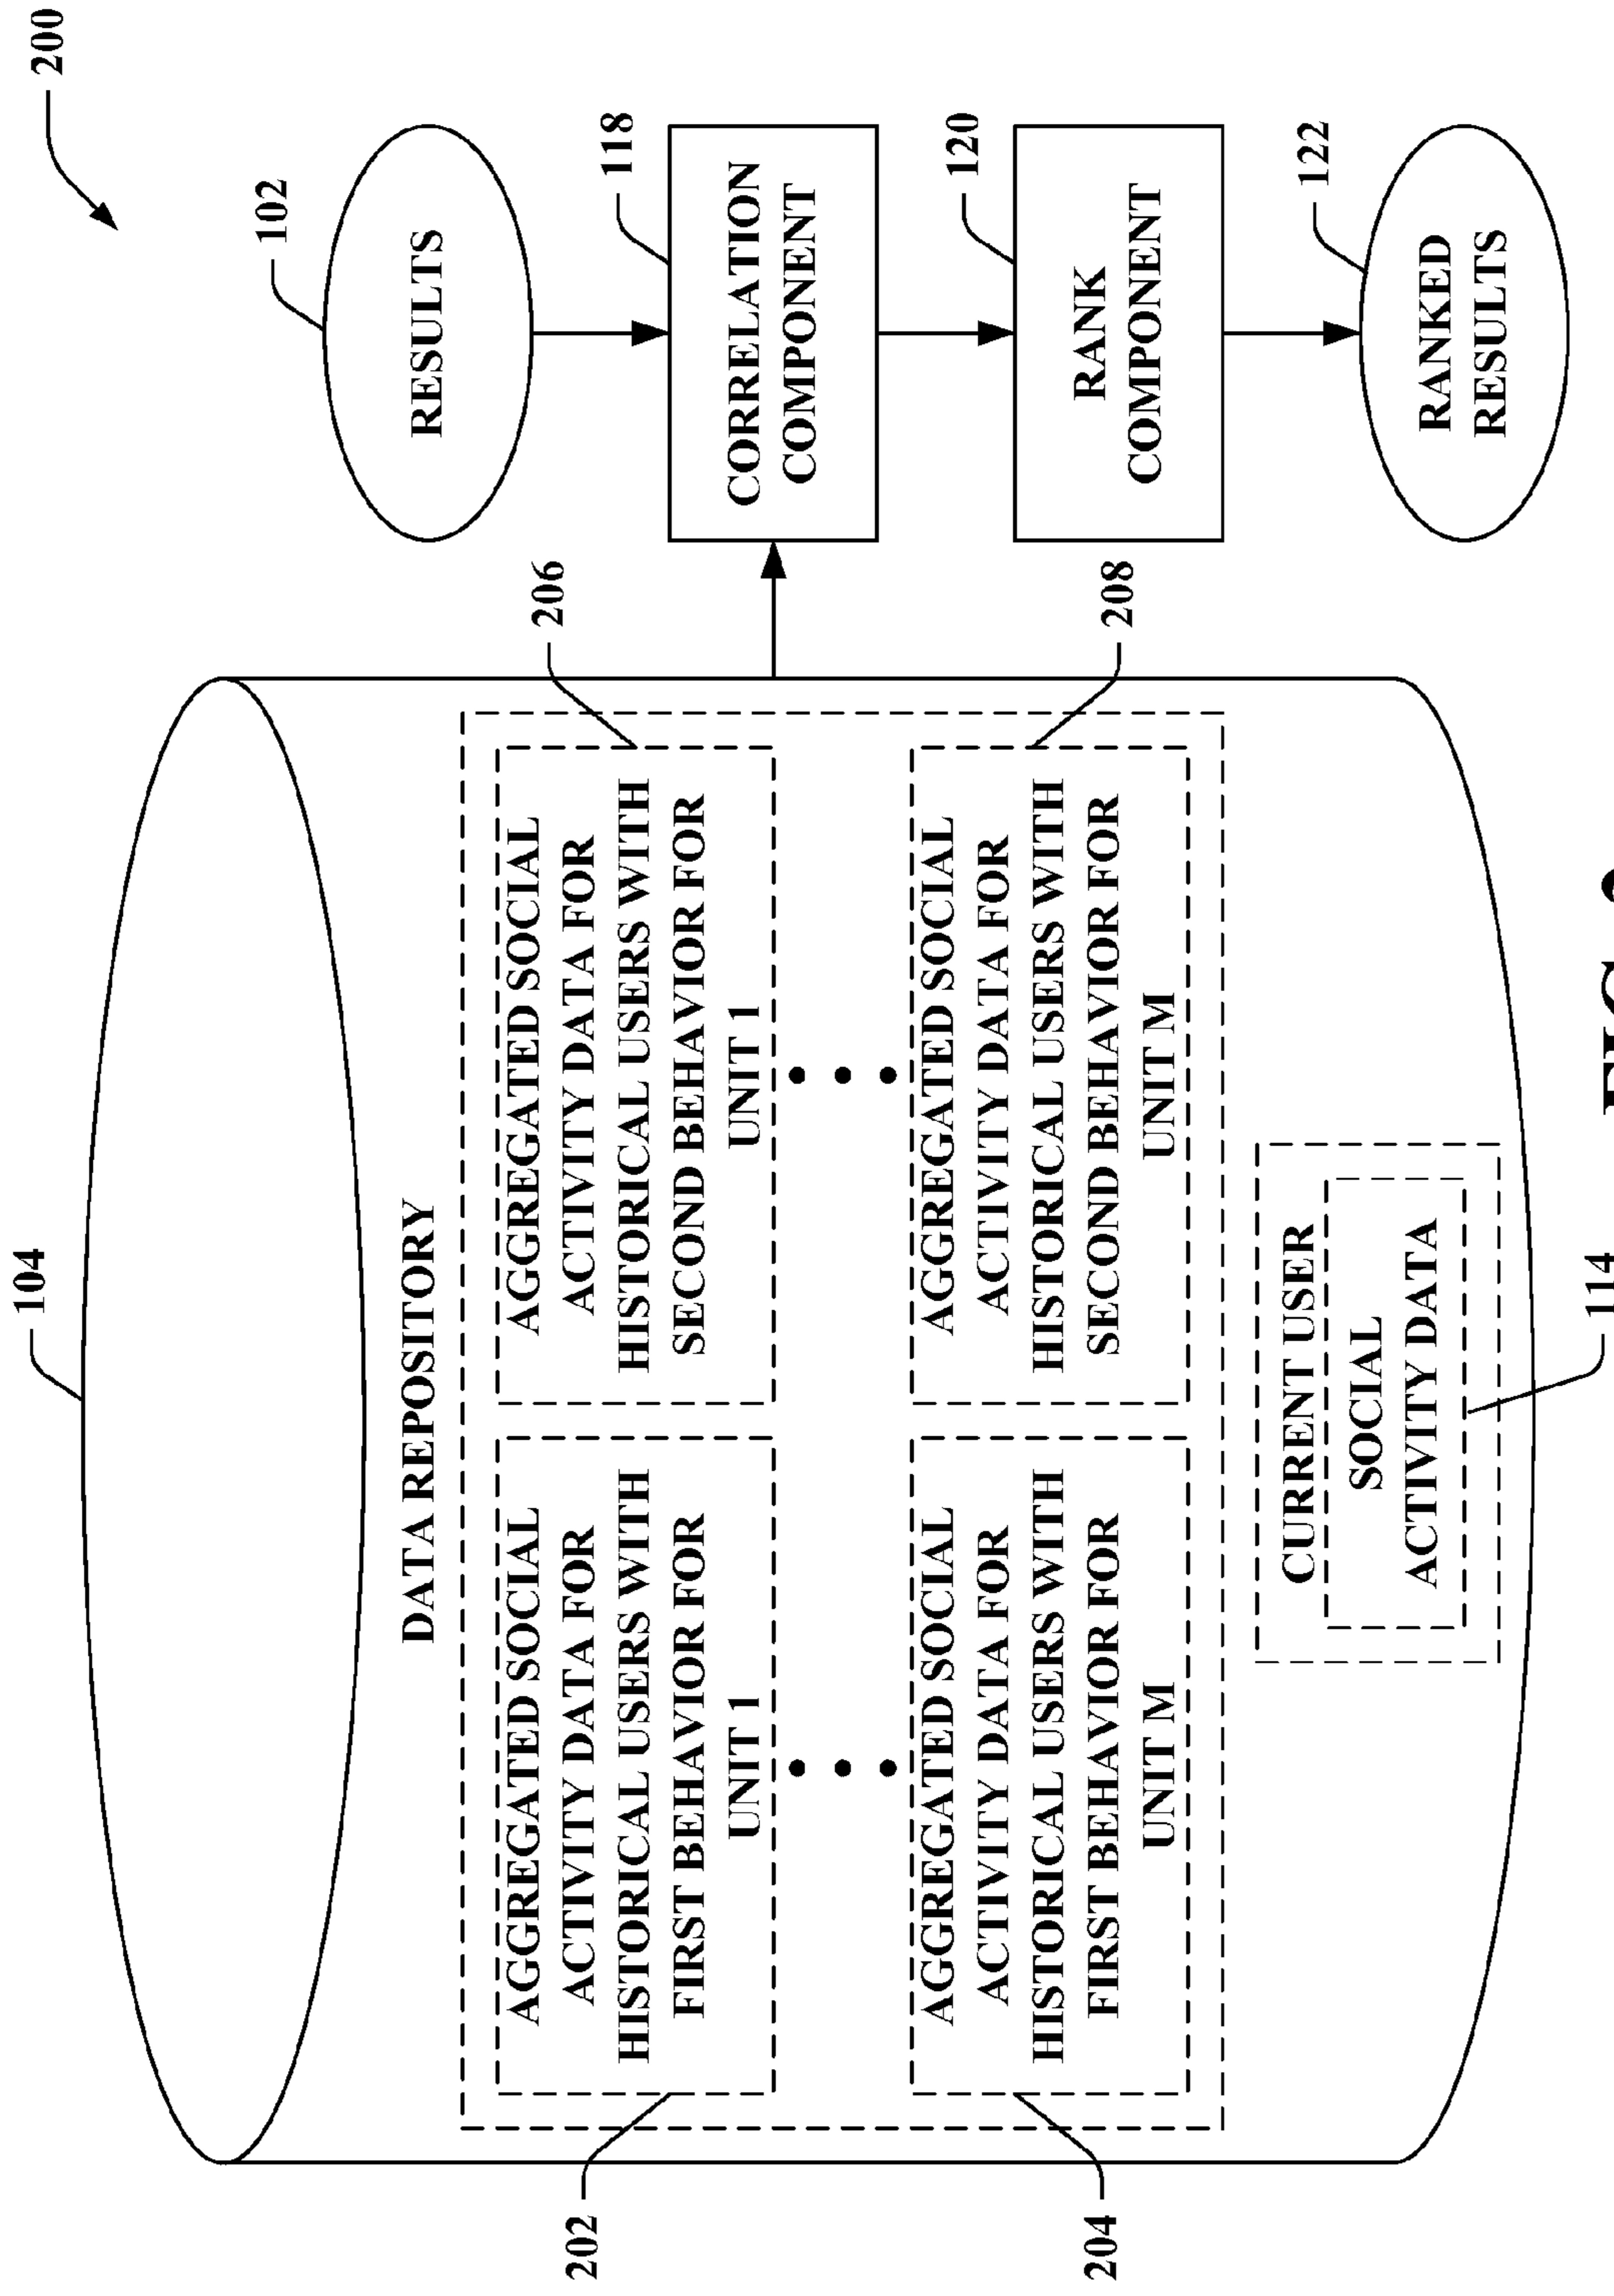 200
104
DATA REPOSITORY
202
AGGREGATED SOCIAL
ACTIVITY DATA FOR
HISTORICAL USERS WITH
FIRST BEHAVIOR FOR
UNIT 1
206
AGGREGATED SOCIAL
ACTIVITY DATA FOR
HISTORICAL USERS WITH
SECOND BEHAVIOR FOR
UNIT 1
204
AGGREGATED SOCIAL
ACTIVITY DATA FOR
HISTORICAL USERS WITH
FIRST BEHAVIOR FOR
UNIT M
208
AGGREGATED SOCIAL
ACTIVITY DATA FOR
HISTORICAL USERS WITH
SECOND BEHAVIOR FOR
UNIT M
CURRENT USER
SOCIAL
ACTIVITY DATA
114
102
RESULTS
118
CORRELATION
COMPONENT
120
RANK
COMPONENT
122
RANKED
RESULTS